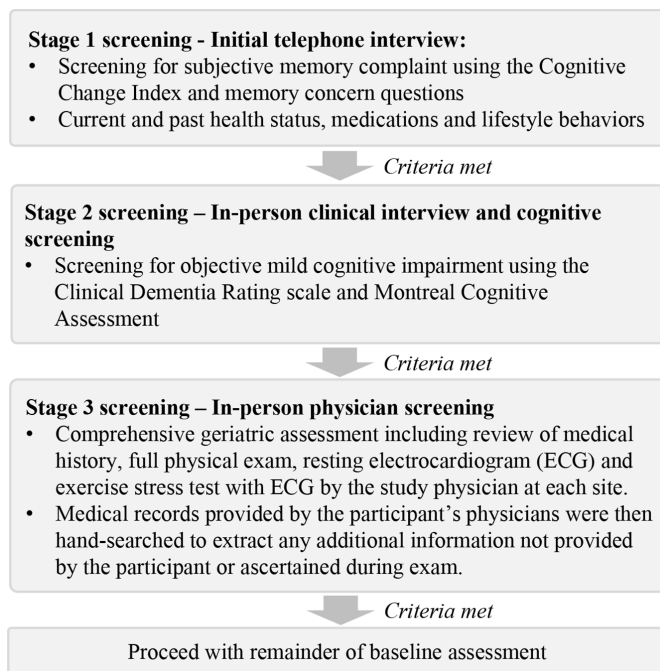 Stage 1 screening - Initial telephone interview:
• Screening for subjective memory complaint using the Cognitive
Change Index and memory concern questions
• Current and past health status, medications and lifestyle behaviors
Criteria met
Stage 2 screening – In-person clinical interview and cognitive
screening
• Screening for objective mild cognitive impairment using the
Clinical Dementia Rating scale and Montreal Cognitive
Assessment
Criteria met
Stage 3 screening – In-person physician screening
• Comprehensive geriatric assessment including review of medical
history, full physical exam, resting electrocardiogram (ECG) and
exercise stress test with ECG by the study physician at each site.
• Medical records provided by the participant’s physicians were then
hand-searched to extract any additional information not provided
by the participant or ascertained during exam.
Criteria met
Proceed with remainder of baseline assessment